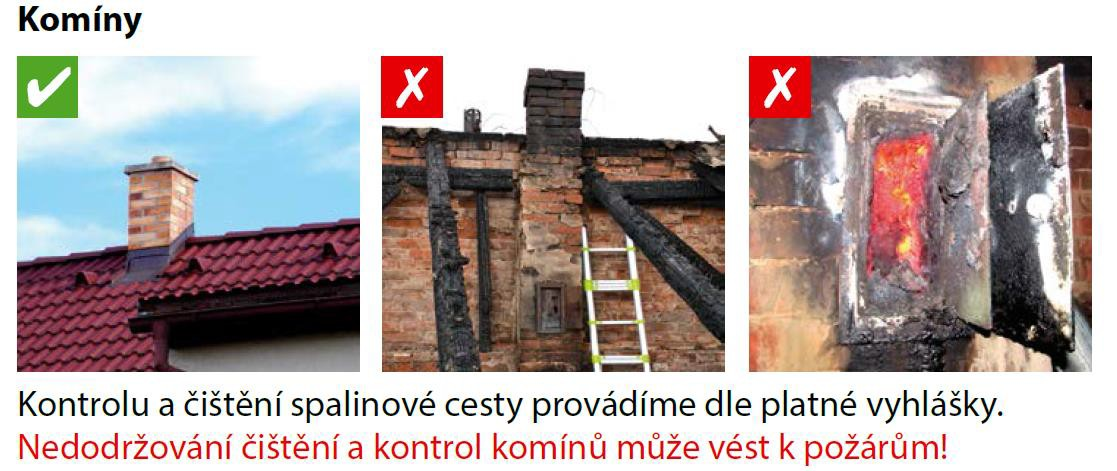 Komíny
Kontrolu a čištění spalinové cesty provádíme dle platné vyhlášky.
Nedodržování čištění a kontrol komínů může vést k požárům!